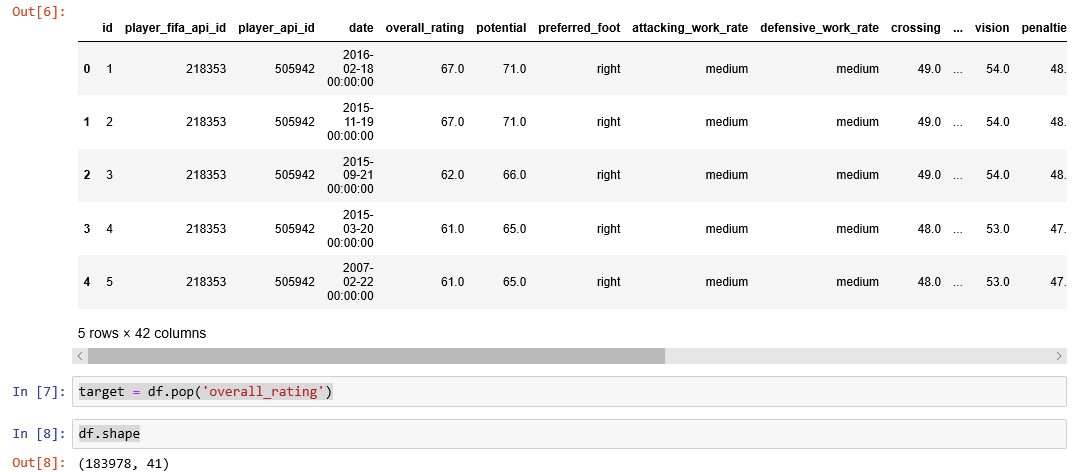 Out[6]:
id player_fifa_api_id player_api_id date overall_rating potential preferred_foot attacking_work_rate defensive_work_rate crossing ... vision penaltie
0 1 218353 505942 2016-02-18 00:00:00 67.0 71.0 right medium medium 49.0 ... 54.0 48.
1 2 218353 505942 2015-11-19 00:00:00 67.0 71.0 right medium medium 49.0 ... 54.0 48.
2 3 218353 505942 2015-09-21 00:00:00 62.0 66.0 right medium medium 49.0 ... 54.0 48.
3 4 218353 505942 2015-03-20 00:00:00 61.0 65.0 right medium medium 48.0 ... 53.0 47.
4 5 218353 505942 2007-02-22 00:00:00 61.0 65.0 right medium medium 48.0 ... 53.0 47.
5 rows × 42 columns
In [7]: target = df.pop('overall_rating')
In [8]: df.shape
Out[8]: (183978, 41)